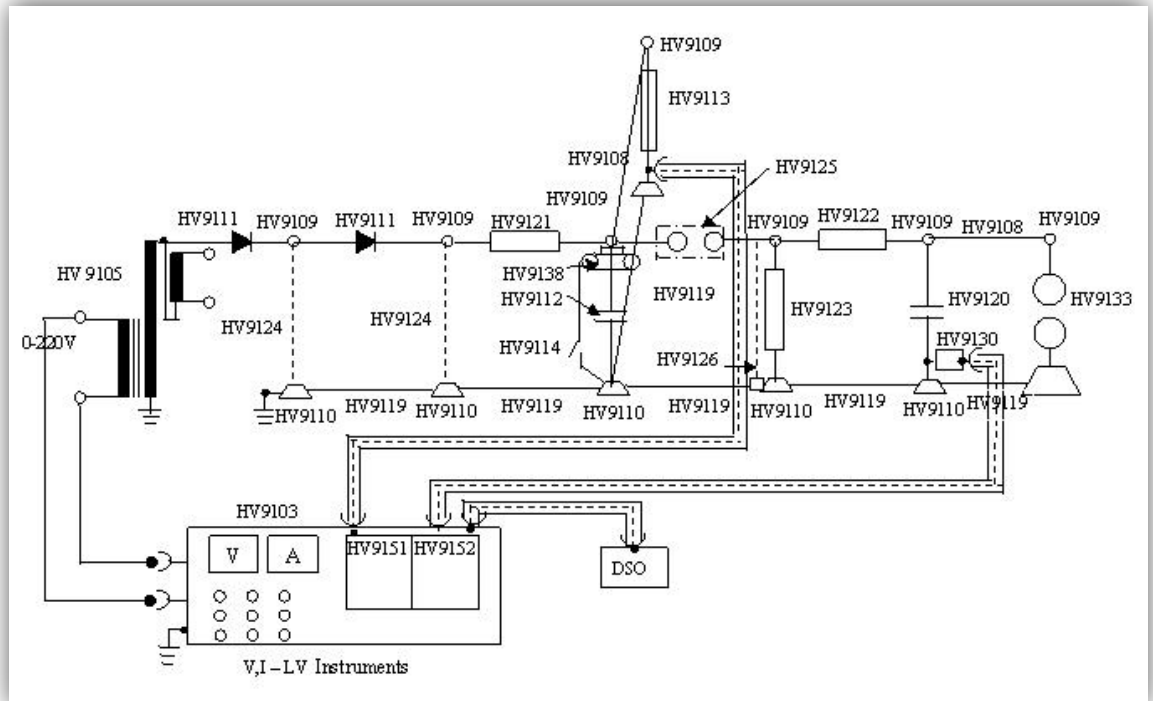 HV9109
HV9113
HV9108
HV9125
HV9109
HV9111
HV9109
HV9111
HV9109
HV9121
HV9109
HV9122
HV9109
HV9108
HV9109
HV 9105
HV9138
HV9119
HV9112
HV9123
HV9120
HV9133
0-220V
HV9124
HV9124
HV9114
HV9126
HV9130
HV9110
HV9119
HV9110
HV9119
HV9110
HV9119
HV9110
HV9119
HV9110
HV9119
HV9103
V
A
HV9151
HV9152
DSO
V,I – LV Instruments